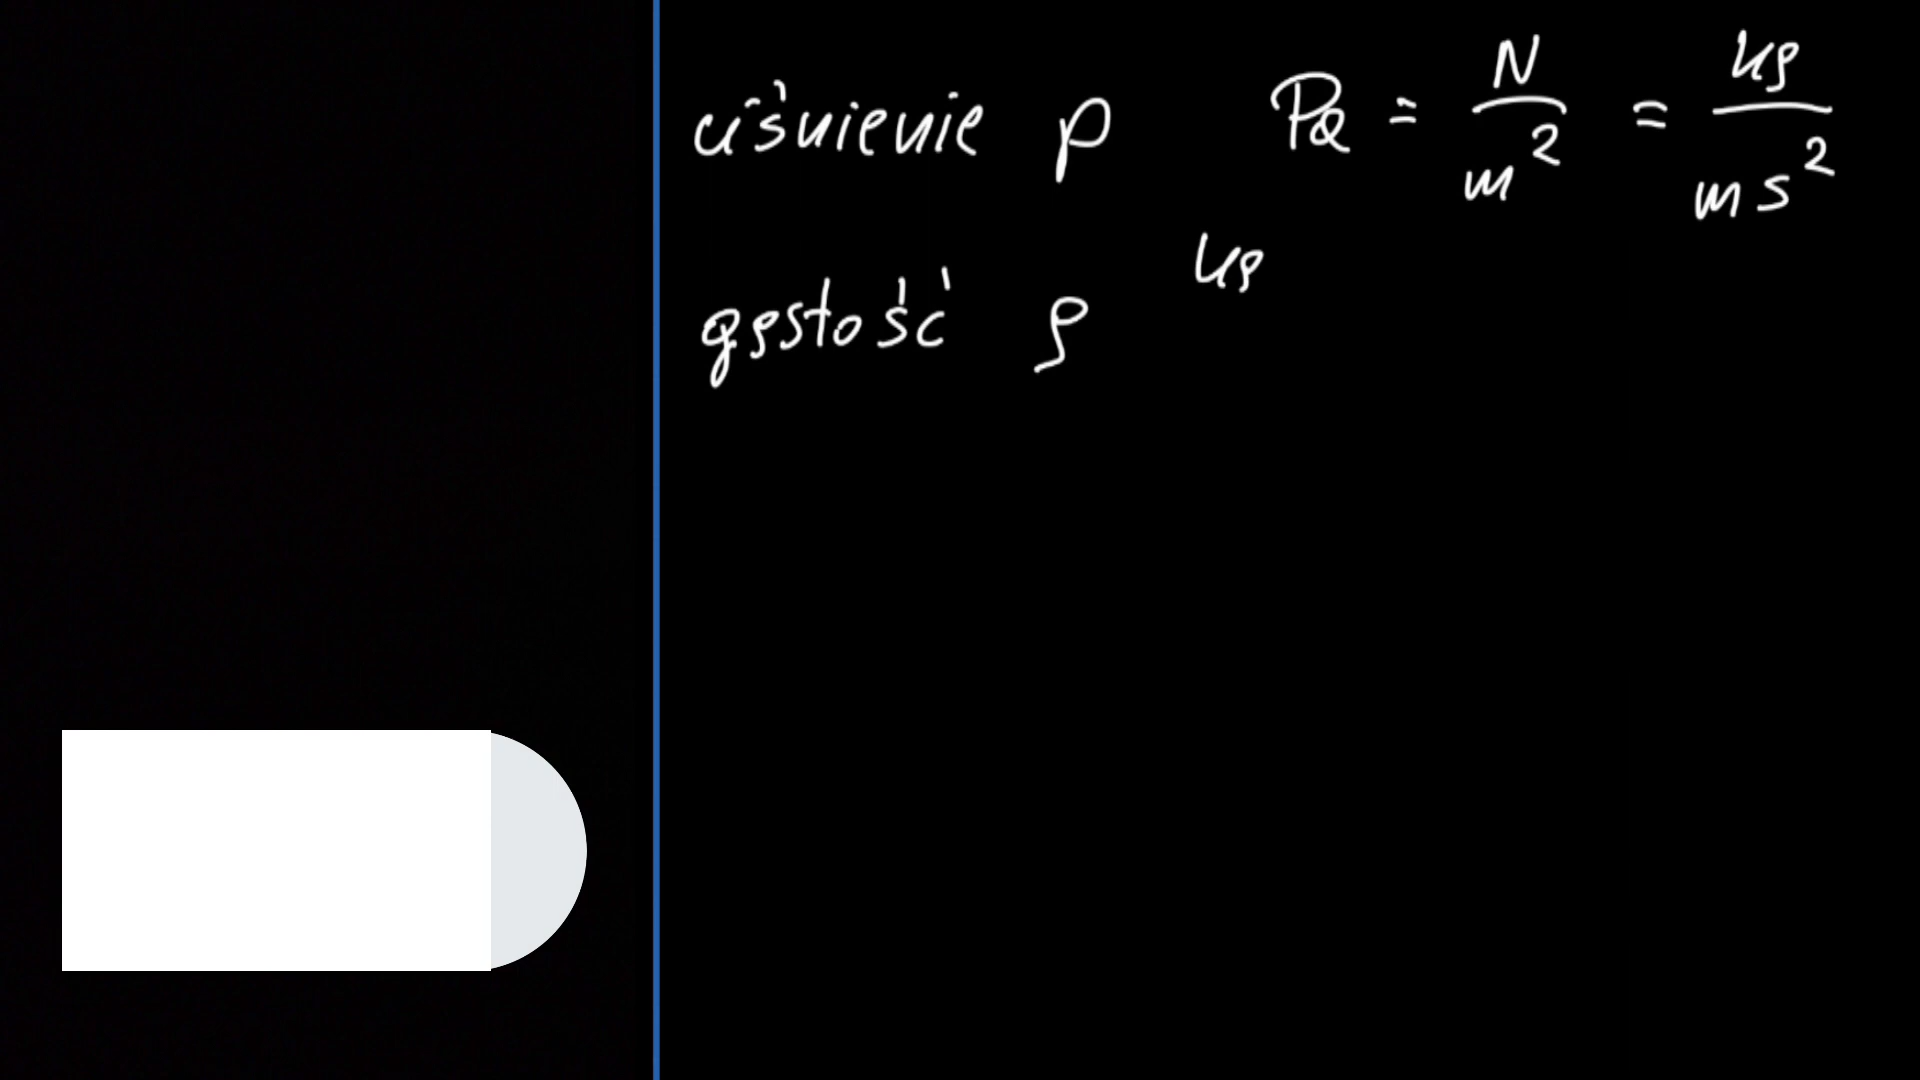 ciśnienie p Pa = N/m² = kg/ms²
gęstość ρ kg